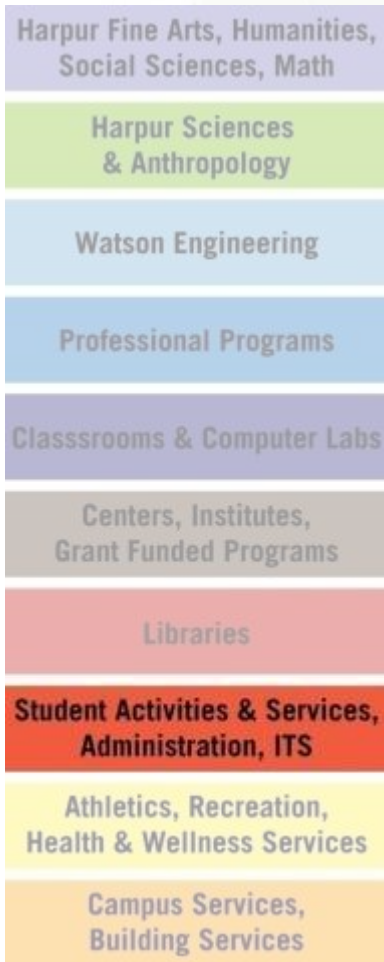 Harpur Fine Arts, Humanities,
Social Sciences, Math
Harpur Sciences
& Anthropology
Watson Engineering
Professional Programs
Classsrooms & Computer Labs
Centers, Institutes,
Grant Funded Programs
Libraries
Student Activities & Services,
Administration, ITS
Athletics, Recreation,
Health & Wellness Services
Campus Services,
Building Services